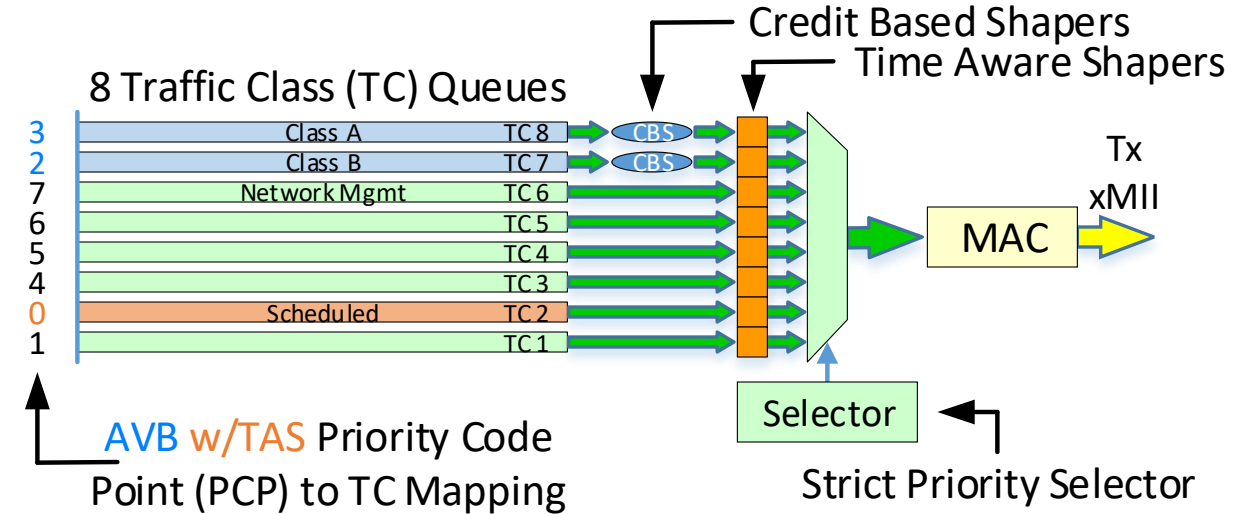 Credit Based Shapers
Time Aware Shapers
8 Traffic Class (TC) Queues
3 Class A TC 8 CBS
2 Class B TC 7 CBS
7 Network Mgmt TC 6
6 TC 5
5 TC 4
4 TC 3
0 Scheduled TC 2
1 TC 1
Tx
xMII
MAC
Selector
AVB w/TAS Priority Code
Point (PCP) to TC Mapping
Strict Priority Selector